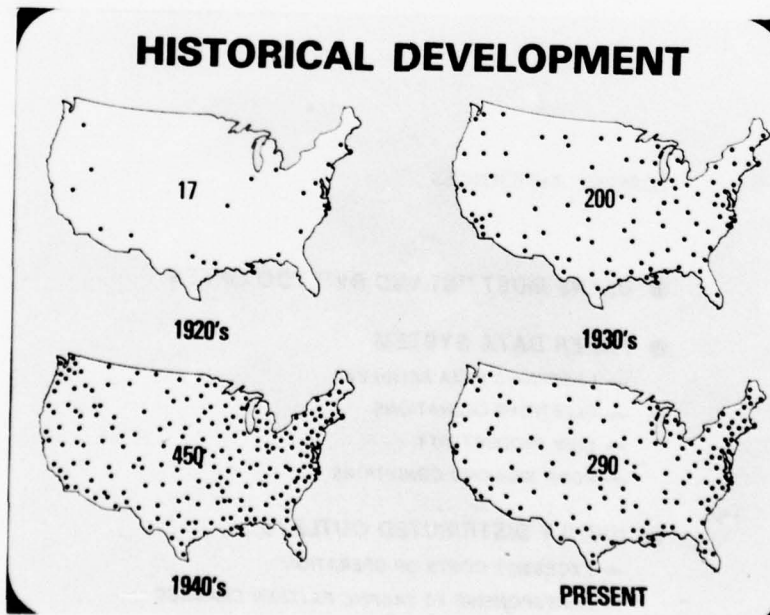 HISTORICAL DEVELOPMENT
17
1920's
200
1930's
450
1940's
290
PRESENT